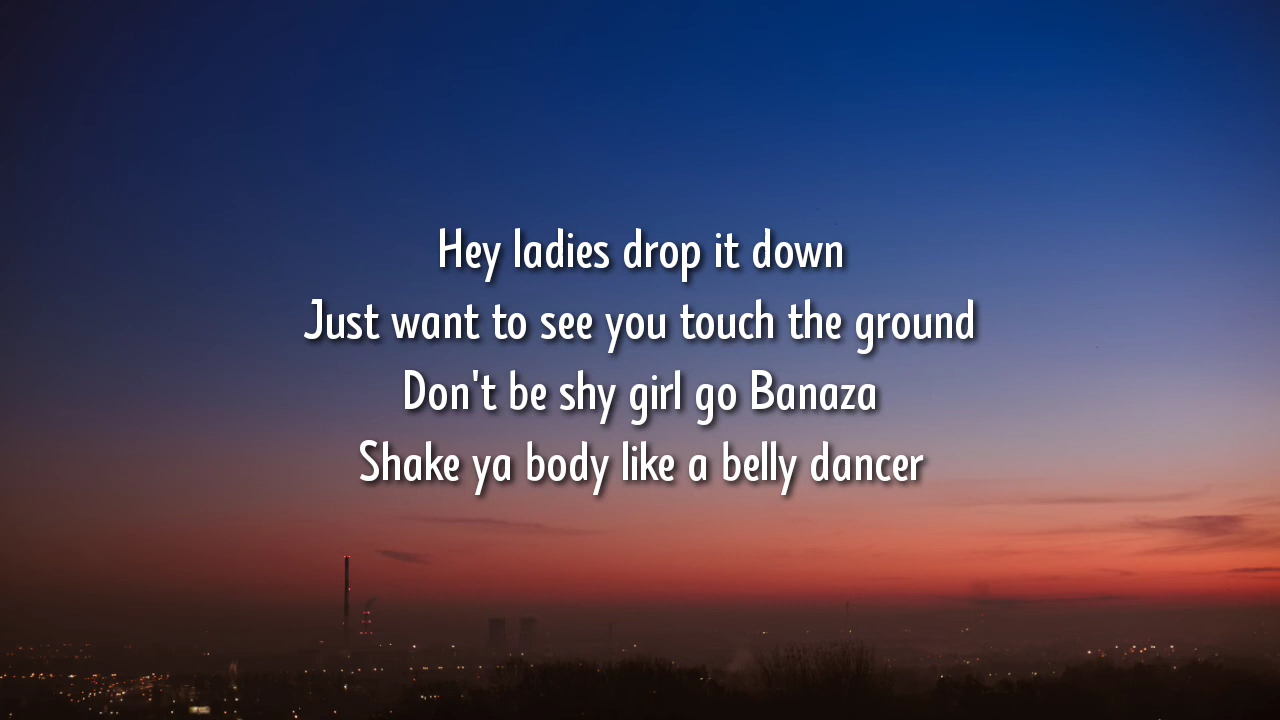 Hey ladies drop it down
Just want to see you touch the ground
Don't be shy girl go Banaza
Shake ya body like a belly dancer